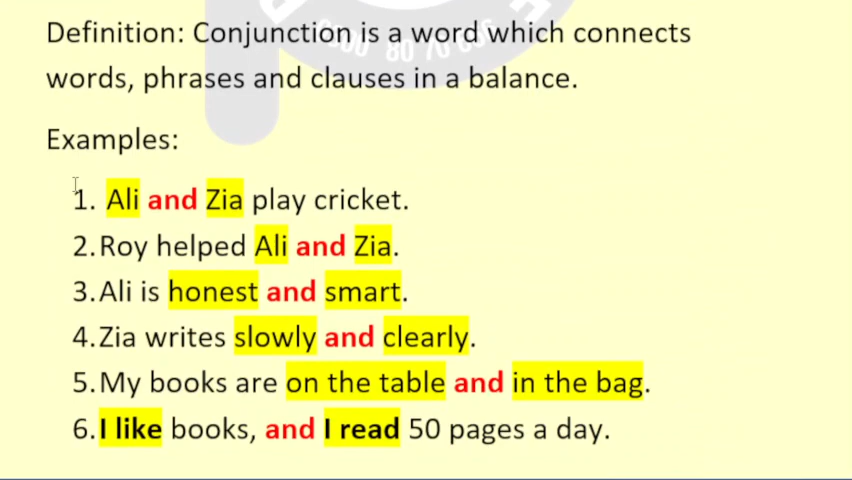 Definition: Conjunction is a word which connects
words, phrases and clauses in a balance.
Examples:
1. Ali and Zia play cricket.
2. Roy helped Ali and Zia.
3. Ali is honest and smart.
4. Zia writes slowly and clearly.
5. My books are on the table and in the bag.
6. I like books, and I read 50 pages a day.